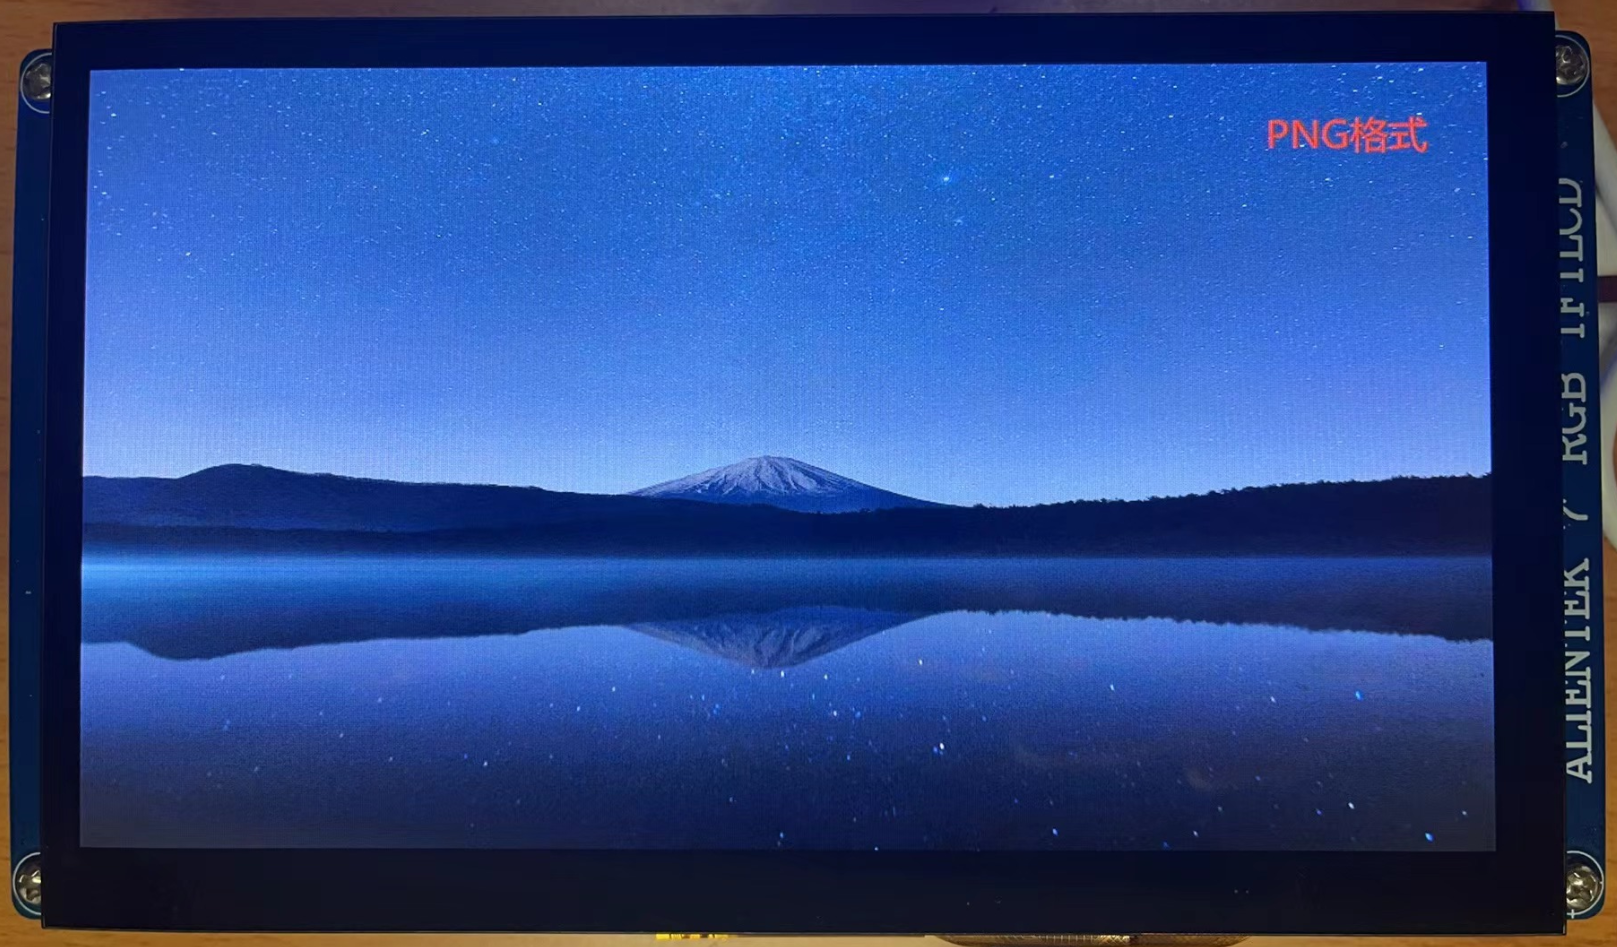 PNG格式
ALIENTEK 7 RGB TFTLCD